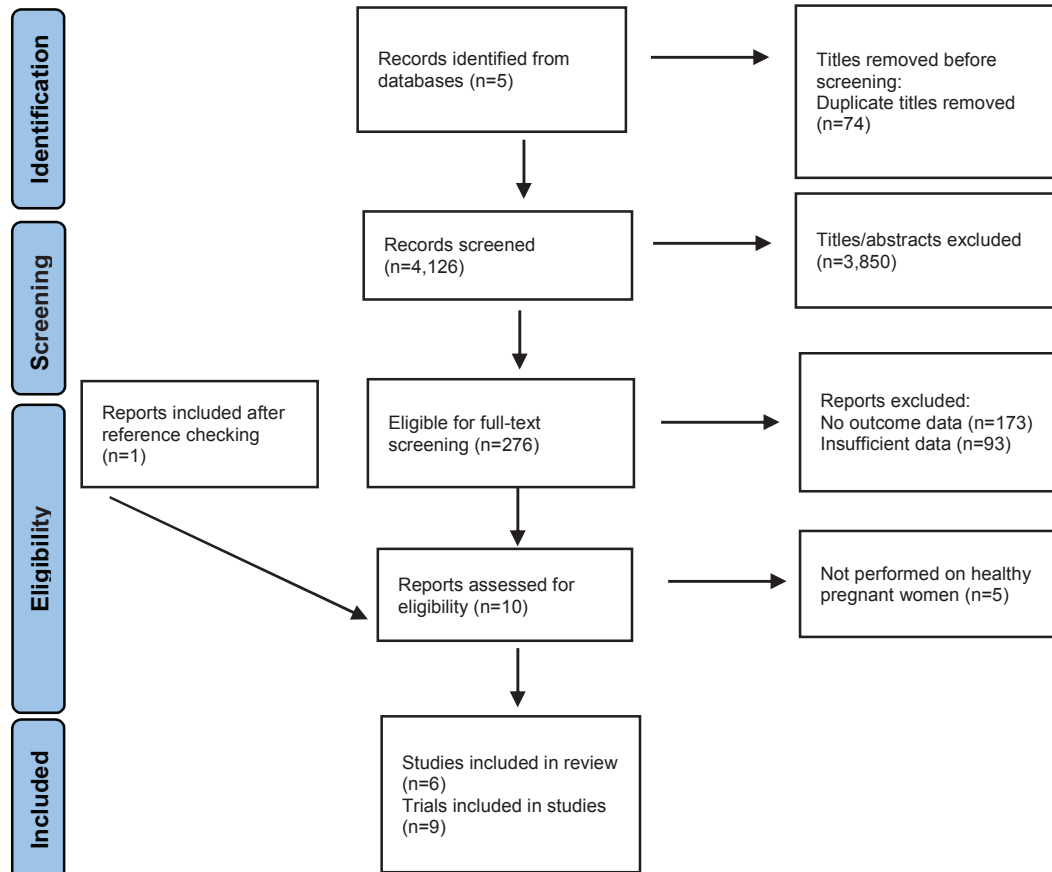 Identification
Records identified from
databases (n=5)
Titles removed before
screening:
Duplicate titles removed
(n=74)
Screening
Records screened
(n=4,126)
Titles/abstracts excluded
(n=3,850)
Eligibility
Reports included after
reference checking
(n=1)
Eligible for full-text
screening (n=276)
Reports excluded:
No outcome data (n=173)
Insufficient data (n=93)
Reports assessed for
eligibility (n=10)
Not performed on healthy
pregnant women (n=5)
Included
Studies included in review
(n=6)
Trials included in studies
(n=9)